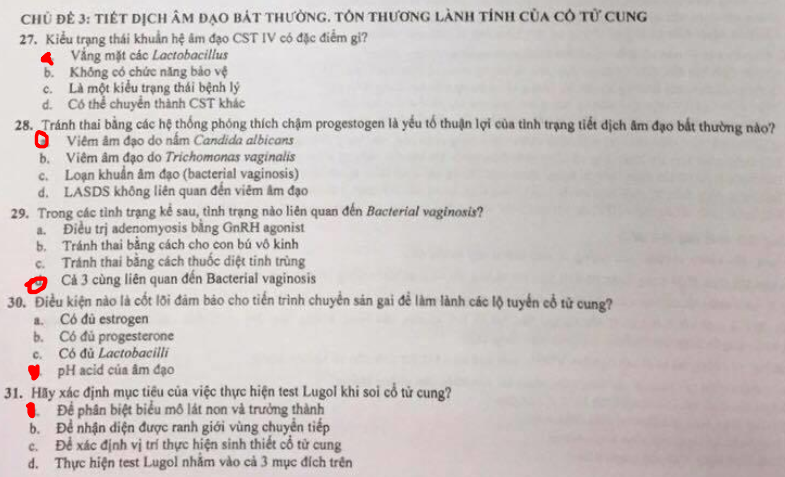 CHỦ ĐỀ 3: TIẾT DỊCH ÂM ĐẠO BẤT THƯỜNG. TỔN THƯƠNG LÀNH TÍNH CỦA CỔ TỬ CUNG
27. Kiểu trạng thái khuẩn hệ âm đạo CST IV có đặc điểm gì?
Vắng mặt các Lactobacillus
b. Không có chức năng bảo vệ
c. Là một kiểu trạng thái bệnh lý
d. Có thể chuyển thành CST khác
28. Tránh thai bằng các hệ thống phóng thích chậm progestogen là yếu tố thuận lợi của tình trạng tiết dịch âm đạo bất thường nào?
Viêm âm đạo do nấm Candida albicans
b. Viêm âm đạo do Trichomonas vaginalis
c. Loạn khuẩn âm đạo (bacterial vaginosis)
d. LASDS không liên quan đến viêm âm đạo
29. Trong các tình trạng kể sau, tình trạng nào liên quan đến Bacterial vaginosis?
a. Điều trị adenomyosis bằng GnRH agonist
b. Tránh thai bằng cách cho con bú vô kinh
c. Tránh thai bằng cách thuốc diệt tinh trùng
Cả 3 cùng liên quan đến Bacterial vaginosis
30. Điều kiện nào là cốt lõi đảm bảo cho tiến trình chuyển sản gai để làm lành các lộ tuyến cổ tử cung?
a. Có đủ estrogen
b. Có đủ progesterone
c. Có đủ Lactobacilli
pH acid của âm đạo
31. Hãy xác định mục tiêu của việc thực hiện test Lugol khi soi cổ tử cung?
Để phân biệt biểu mô lát non và trưởng thành
b. Để nhận diện được ranh giới vùng chuyển tiếp
c. Để xác định vị trí thực hiện sinh thiết cổ tử cung
d. Thực hiện test Lugol nhằm vào cả 3 mục đích trên